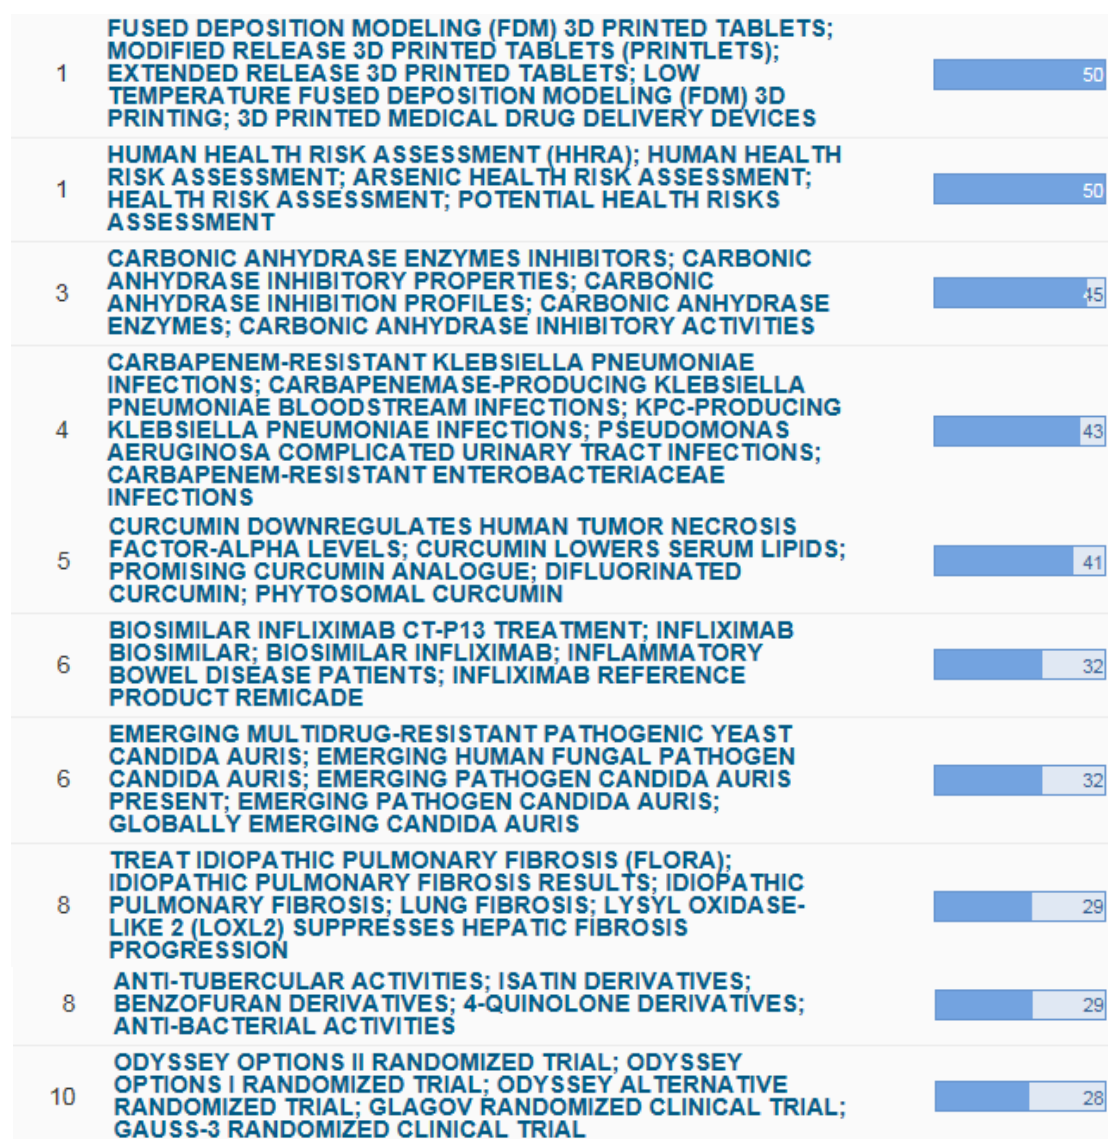 FUSED DEPOSITION MODELING (FDM) 3D PRINTED TABLETS;
MODIFIED RELEASE 3D PRINTED TABLETS (PRINTLETS);
1 EXTENDED RELEASE 3D PRINTED TABLETS; LOW 50
TEMPERATURE FUSED DEPOSITION MODELING (FDM) 3D
PRINTING; 3D PRINTED MEDICAL DRUG DELIVERY DEVICES
HUMAN HEALTH RISK ASSESSMENT (HHRA); HUMAN HEALTH
1 RISK ASSESSMENT; ARSENIC HEALTH RISK ASSESSMENT; 50
HEALTH RISK ASSESSMENT; POTENTIAL HEALTH RISKS
ASSESSMENT
CARBONIC ANHYDRASE ENZYMES INHIBITORS; CARBONIC
3 ANHYDRASE INHIBITORY PROPERTIES; CARBONIC 45
ANHYDRASE INHIBITION PROFILES; CARBONIC ANHYDRASE
ENZYMES; CARBONIC ANHYDRASE INHIBITORY ACTIVITIES
CARBAPENEM-RESISTANT KLEBSIELLA PNEUMONIAE
INFECTIONS; CARBAPENEMASE-PRODUCING KLEBSIELLA
PNEUMONIAE BLOODSTREAM INFECTIONS; KPC-PRODUCING
4 KLEBSIELLA PNEUMONIAE INFECTIONS; PSEUDOMONAS 43
AERUGINOSA COMPLICATED URINARY TRACT INFECTIONS;
CARBAPENEM-RESISTANT ENTEROBACTERIACEAE
INFECTIONS
CURCUMIN DOWNREGULATES HUMAN TUMOR NECROSIS
5 FACTOR-ALPHA LEVELS; CURCUMIN LOWERS SERUM LIPIDS; 41
PROMISING CURCUMIN ANALOGUE; DIFLUORINATED
CURCUMIN; PHYTOSOMAL CURCUMIN
BIOSIMILAR INFLIXIMAB CT-P13 TREATMENT; INFLIXIMAB
6 BIOSIMILAR; BIOSIMILAR INFLIXIMAB; INFLAMMATORY 32
BOWEL DISEASE PATIENTS; INFLIXIMAB REFERENCE
PRODUCT REMICADE
EMERGING MULTIDRUG-RESISTANT PATHOGENIC YEAST
CANDIDA AURIS; EMERGING HUMAN FUNGAL PATHOGEN
6 CANDIDA AURIS; EMERGING PATHOGEN CANDIDA AURIS 32
PRESENT; EMERGING PATHOGEN CANDIDA AURIS;
GLOBALLY EMERGING CANDIDA AURIS
TREAT IDIOPATHIC PULMONARY FIBROSIS (FLORA);
IDIOPATHIC PULMONARY FIBROSIS RESULTS; IDIOPATHIC
8 PULMONARY FIBROSIS; LUNG FIBROSIS; LYSYL OXIDASE- 29
LIKE 2 (LOXL2) SUPPRESSES HEPATIC FIBROSIS
PROGRESSION
ANTI-TUBERCULAR ACTIVITIES; ISATIN DERIVATIVES;
8 BENZOFURAN DERIVATIVES; 4-QUINOLONE DERIVATIVES; 29
ANTI-BACTERIAL ACTIVITIES
ODYSSEY OPTIONS II RANDOMIZED TRIAL; ODYSSEY
OPTIONS I RANDOMIZED TRIAL; ODYSSEY ALTERNATIVE
10 RANDOMIZED TRIAL; GLAGOV RANDOMIZED CLINICAL TRIAL; 28
GAUSS-3 RANDOMIZED CLINICAL TRIAL